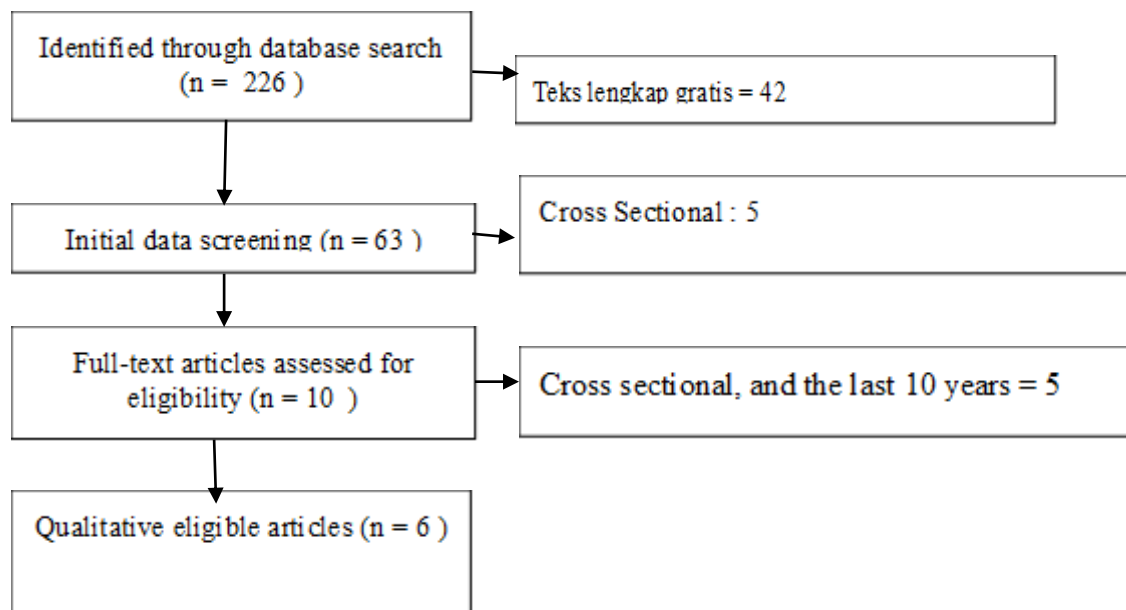 Identified through database search
(n = 226 )
Teks lengkap gratis = 42
Initial data screening (n = 63 )
Cross Sectional : 5
Full-text articles assessed for
eligibility (n = 10 )
Cross sectional, and the last 10 years = 5
Qualitative eligible articles (n = 6 )